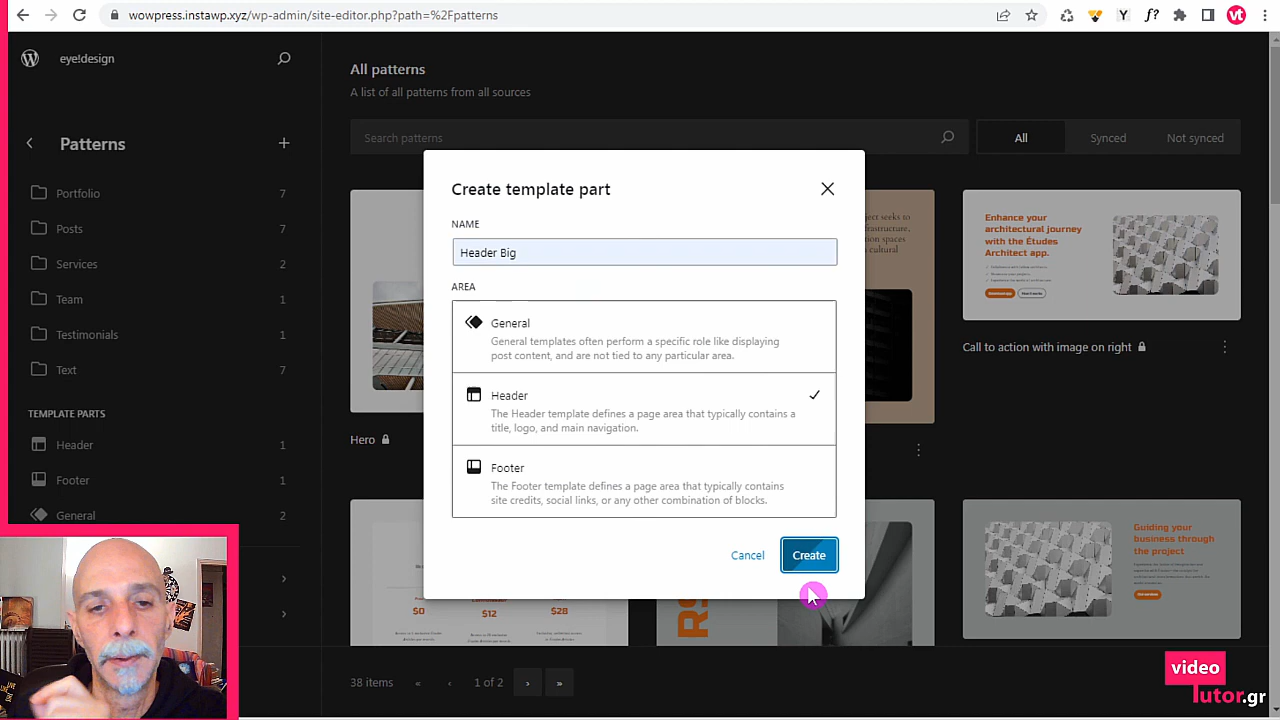 wowpress.instawp.xyz/wp-admin/site-editor.php?path=%2Fpatterns
eye!design
Patterns
Portfolio 7
Posts 7
Services 2
Team 1
Testimonials 1
Text 7
TEMPLATE PARTS
Header 1
Footer 1
General 2
All patterns
A list of all patterns from all sources
Search patterns
All
Synced
Not synced
Create template part
NAME
Header Big
AREA
General
General templates often perform a specific role like displaying
post content, and are not tied to any particular area.
Header
The Header template defines a page area that typically contains a
title, logo, and main navigation.
Footer
The Footer template defines a page area that typically contains
site credits, social links, or any other combination of blocks.
Cancel
Create
Hero
Enhance your
architectural journey
with the Études
Architect app.
Call to action with image on right
Guiding your
business through
the project
$0
$12
$28
38 items « ‹ 1 of 2 › »
video
tutor.gr